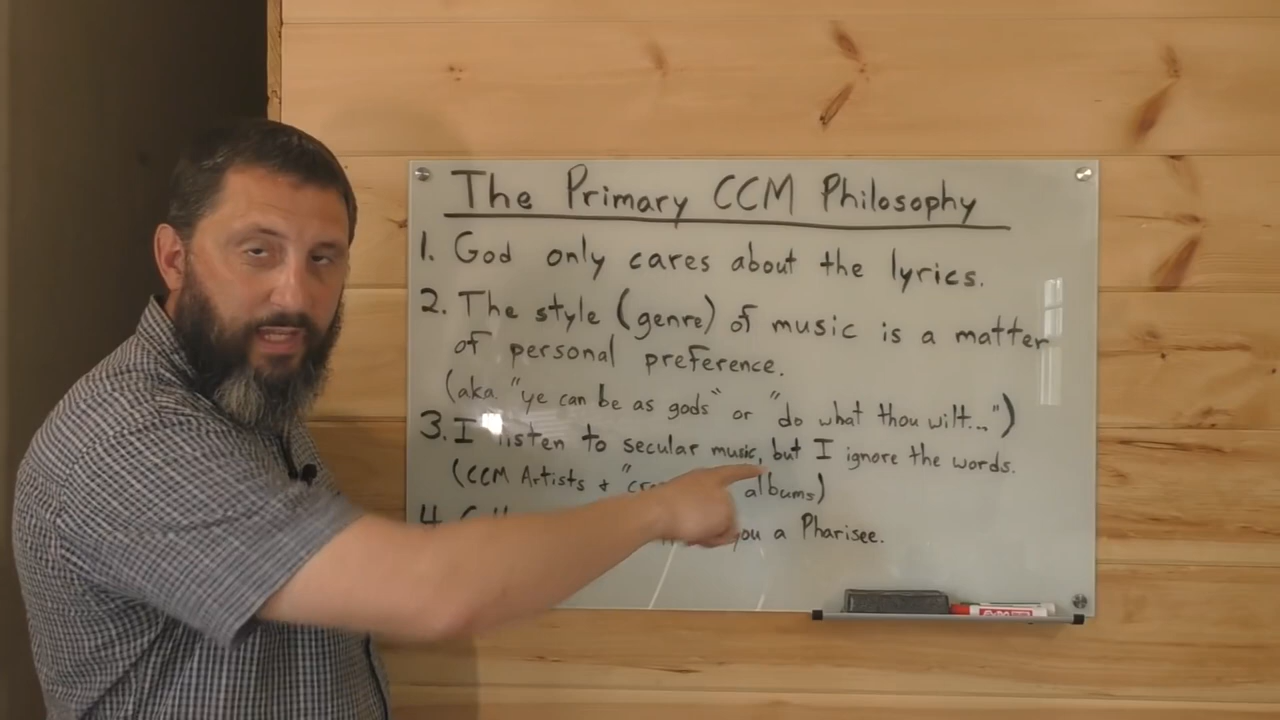 The Primary CCM Philosophy
1. God only cares about the lyrics.
2. The style (genre) of music is a matter
of personal preference.
(aka. "ye can be as gods" or "do what thou wilt...")
3. I listen to secular music, but I ignore the words.
(CCM Artists + albums)
4. you a Pharisee.
EXPO